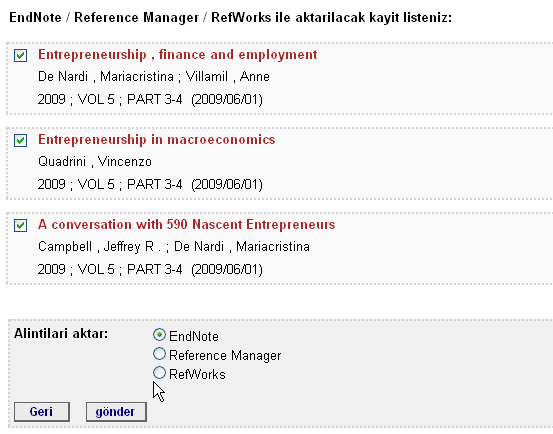 EndNote / Reference Manager / RefWorks ile aktarilacak kayit listeniz:
Entrepreneurship , finance and employment
De Nardi , Mariacristina ; Villamil , Anne
2009 ; VOL 5 ; PART 3-4 (2009/06/01)
Entrepreneurship in macroeconomics
Quadrini , Vincenzo
2009 ; VOL 5 ; PART 3-4 (2009/06/01)
A conversation with 590 Nascent Entrepreneurs
Campbell , Jeffrey R . ; De Nardi , Mariacristina
2009 ; VOL 5 ; PART 3-4 (2009/06/01)
Alintilari aktar:
EndNote
Reference Manager
RefWorks
Geri gönder